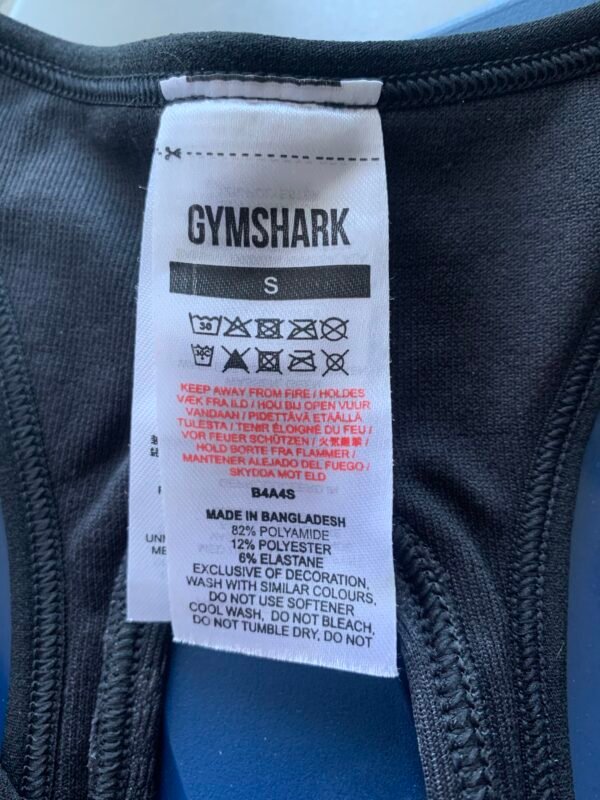 GYMSHARK
S
30
KEEP AWAY FROM FIRE / HOLDES
VÆK FRA ILD / HOU BIJ OPEN VUUR
VANDAAN / PIDETTÄVÄ ETÄÄLLÄ
TULESTA / TENIR ÉLOIGNÉ DU FEU /
VOR FEUER SCHÜTZEN / 火気厳禁 /
HOLD BORTE FRA FLAMMER /
MANTENER ALEJADO DEL FUEGO /
SKYDDA MOT ELD
B4A4S
MADE IN BANGLADESH
82% POLYAMIDE
12% POLYESTER
6% ELASTANE
EXCLUSIVE OF DECORATION,
WASH WITH SIMILAR COLOURS,
DO NOT USE SOFTENER
COOL WASH, DO NOT BLEACH,
DO NOT TUMBLE DRY, DO NOT